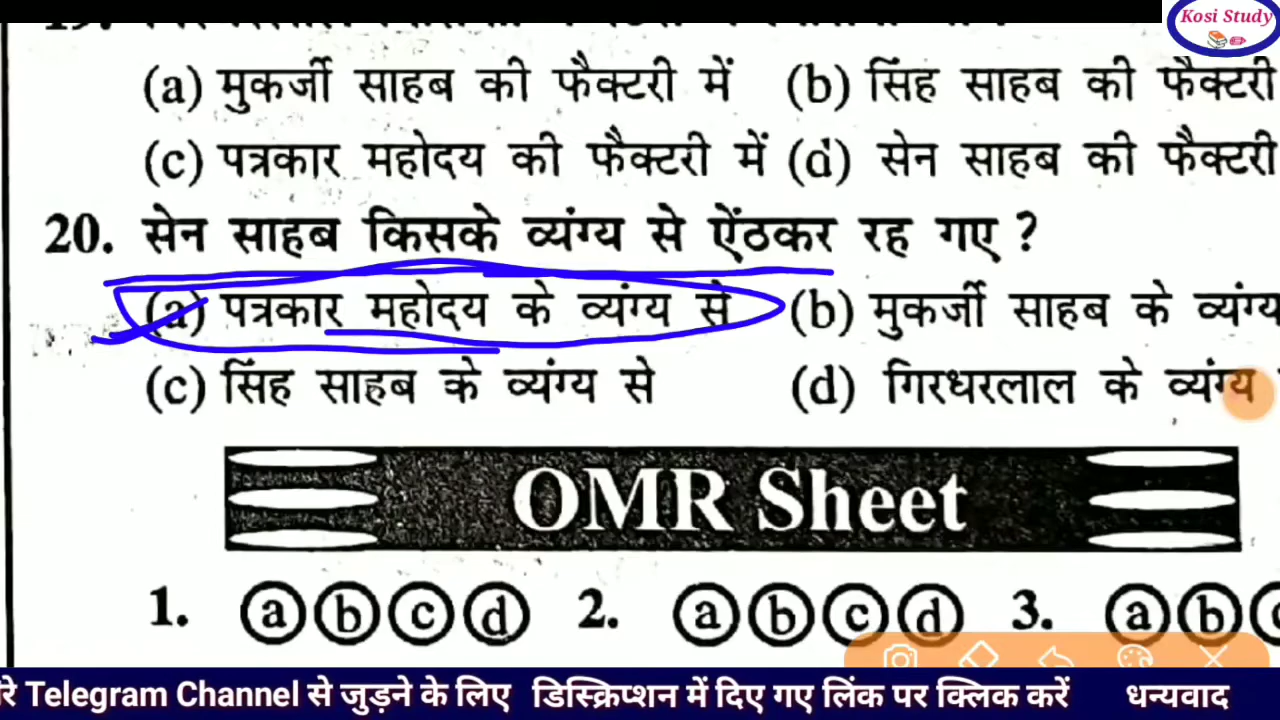 Kosi Study
(a) मुकर्जी साहब की फैक्टरी में (b) सिंह साहब की फैक्टरी
(c) पत्रकार महोदय की फैक्टरी में (d) सेन साहब की फैक्टरी
20. सेन साहब किसके व्यंग्य से ऐंठकर रह गए ?
(a) पत्रकार महोदय के व्यंग्य से (b) मुकर्जी साहब के व्यंग्य
(c) सिंह साहब के व्यंग्य से (d) गिरधरलाल के व्यंग्य
OMR Sheet
1. a b c d 2. a b c d 3. a b
रे Telegram Channel से जुड़ने के लिए डिस्क्रिप्शन में दिए गए लिंक पर क्लिक करें धन्यवाद